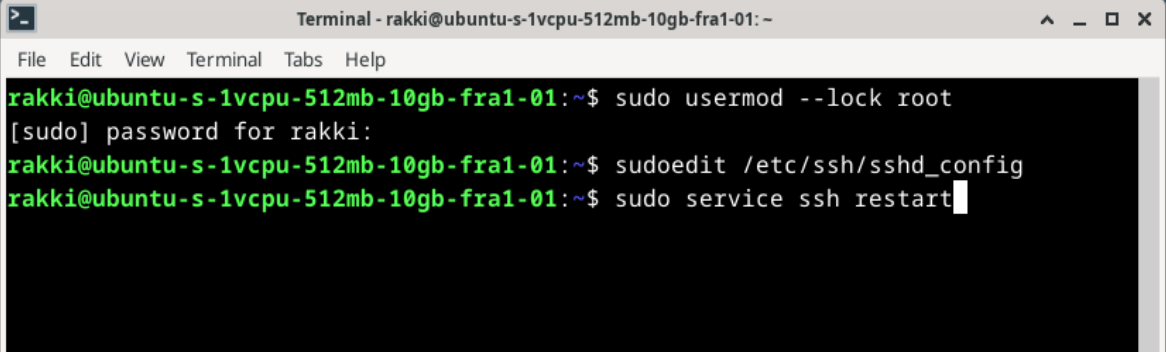 Terminal - rakki@ubuntu-s-1vcpu-512mb-10gb-fra1-01: ~
File Edit View Terminal Tabs Help
rakki@ubuntu-s-1vcpu-512mb-10gb-fra1-01:~$ sudo usermod --lock root
[sudo] password for rakki:
rakki@ubuntu-s-1vcpu-512mb-10gb-fra1-01:~$ sudoedit /etc/ssh/sshd_config
rakki@ubuntu-s-1vcpu-512mb-10gb-fra1-01:~$ sudo service ssh restart